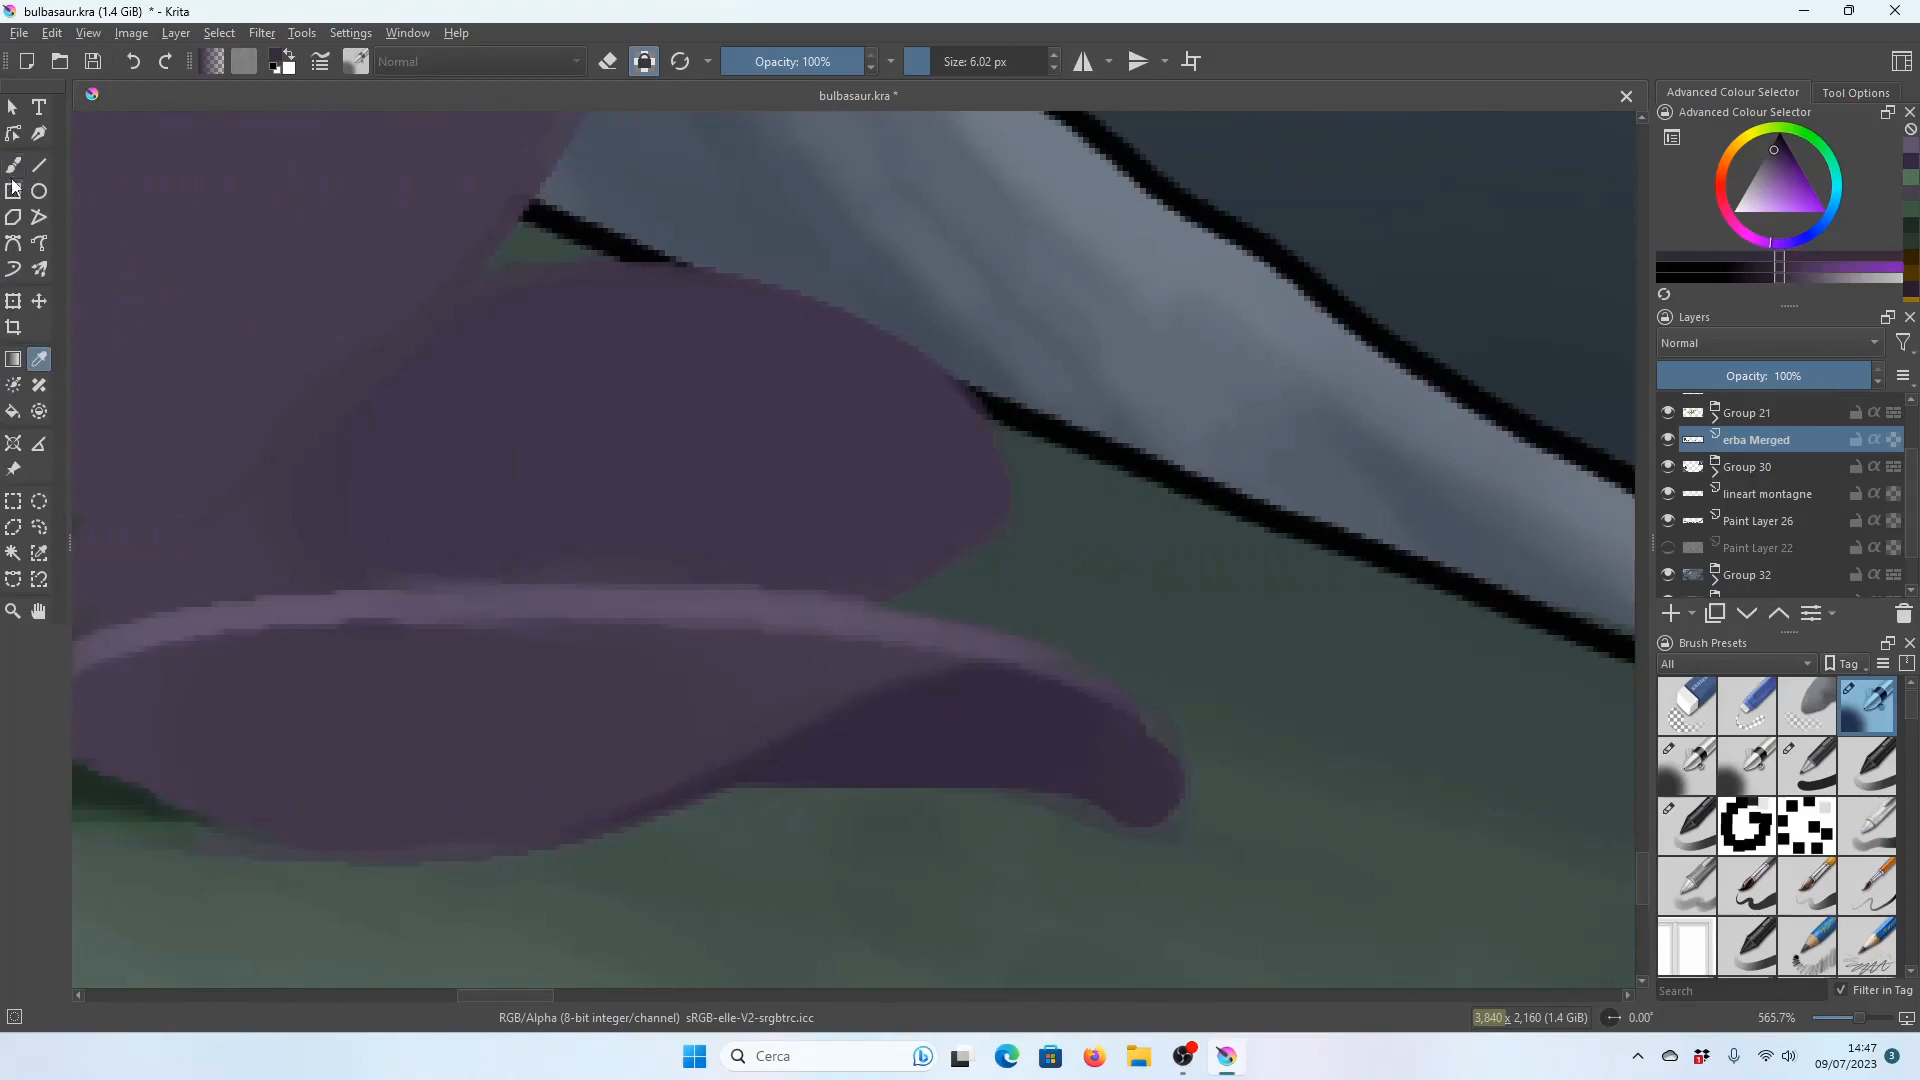 bulbasaur.kra (1.4 GiB) * - Krita
File Edit View Image Layer Select Filter Tools Settings Window Help
Normal
Opacity: 100%
Size: 6.02 px
bulbasaur.kra *
Advanced Colour Selector
Tool Options
Advanced Colour Selector
Layers
Normal
Opacity: 100%
Group 21
erba Merged
Group 30
lineart montagne
Paint Layer 26
Paint Layer 22
Group 32
Brush Presets
All
Tag
Search
Filter in Tag
RGB/Alpha (8-bit integer/channel) sRGB-elle-V2-srgbtrc.icc
3,840 x 2,160 (1.4 GiB)
0.00°
565.7%
Cerca
14:47
09/07/2023
3